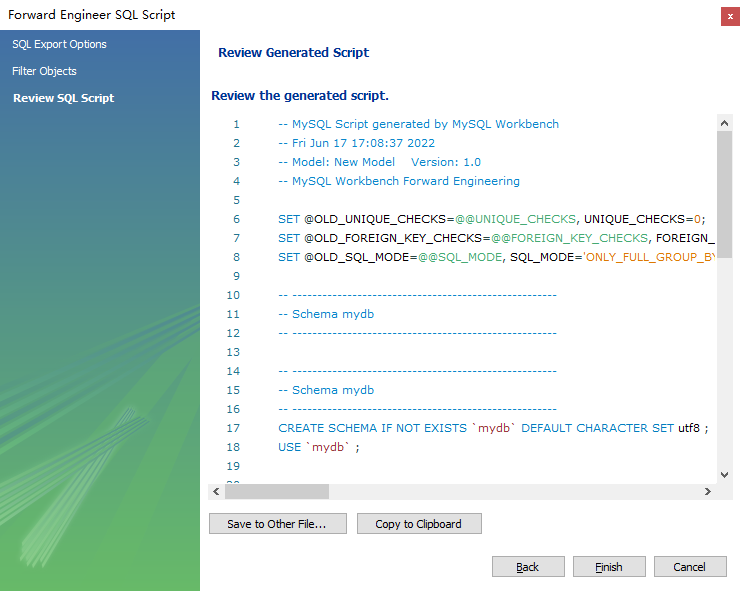 Forward Engineer SQL Script
x
SQL Export Options
Filter Objects
Review SQL Script
Review Generated Script
Review the generated script.
1 -- MySQL Script generated by MySQL Workbench
2 -- Fri Jun 17 17:08:37 2022
3 -- Model: New Model    Version: 1.0
4 -- MySQL Workbench Forward Engineering
5
6 SET @OLD_UNIQUE_CHECKS=@@UNIQUE_CHECKS, UNIQUE_CHECKS=0;
7 SET @OLD_FOREIGN_KEY_CHECKS=@@FOREIGN_KEY_CHECKS, FOREIGN_
8 SET @OLD_SQL_MODE=@@SQL_MODE, SQL_MODE='ONLY_FULL_GROUP_BY
9
10 -- -----------------------------------------------------
11 -- Schema mydb
12 -- -----------------------------------------------------
13
14 -- -----------------------------------------------------
15 -- Schema mydb
16 -- -----------------------------------------------------
17 CREATE SCHEMA IF NOT EXISTS `mydb` DEFAULT CHARACTER SET utf8 ;
18 USE `mydb` ;
19
Save to Other File...
Copy to Clipboard
Back
Finish
Cancel